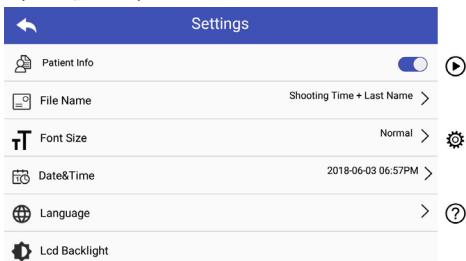 Settings
Patient Info
File Name
Shooting Time + Last Name
Font Size
Normal
Date&Time
2018-06-03 06:57PM
Language
Lcd Backlight